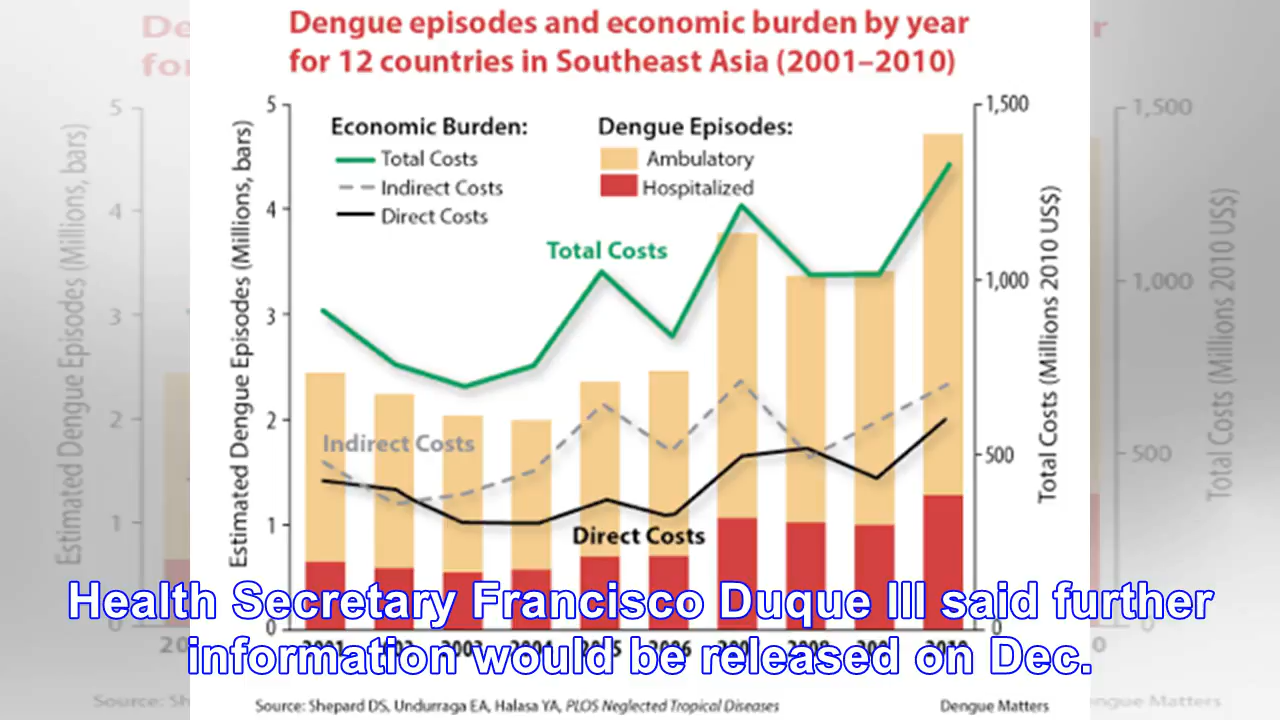 Dengue episodes and economic burden by year
for 12 countries in Southeast Asia (2001–2010)
Estimated Dengue Episodes (Millions, bars)
5
4
3
2
1
0
Economic Burden:
Total Costs
Indirect Costs
Direct Costs
Dengue Episodes:
Ambulatory
Hospitalized
Total Costs
Indirect Costs
Direct Costs
1,500
1,000
500
0
Total Costs (Millions 2010 US$)
Health Secretary Francisco Duque III said further
information would be released on Dec.
Source: Shepard DS, Undurraga EA, Halasa YA, PLOS Neglected Tropical Diseases
Dengue Matters